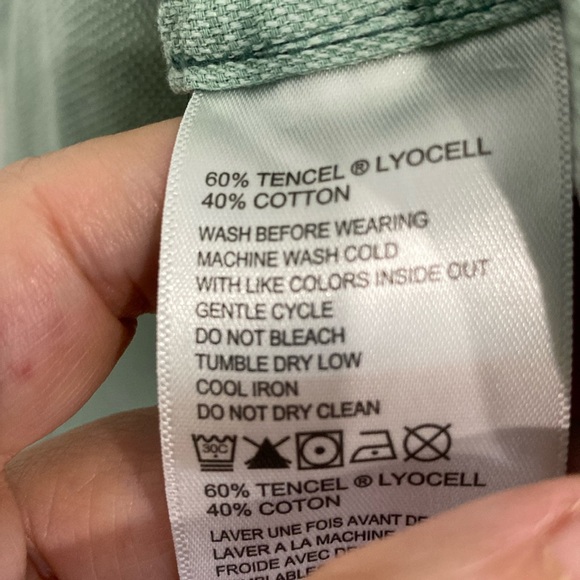 60% TENCEL ® LYOCELL
40% COTTON
WASH BEFORE WEARING
MACHINE WASH COLD
WITH LIKE COLORS INSIDE OUT
GENTLE CYCLE
DO NOT BLEACH
TUMBLE DRY LOW
COOL IRON
DO NOT DRY CLEAN
30C
60% TENCEL ® LYOCELL
40% COTON
LAVER UNE FOIS AVANT DE
LAVER A LA MACHINE
FROIDE AVEC